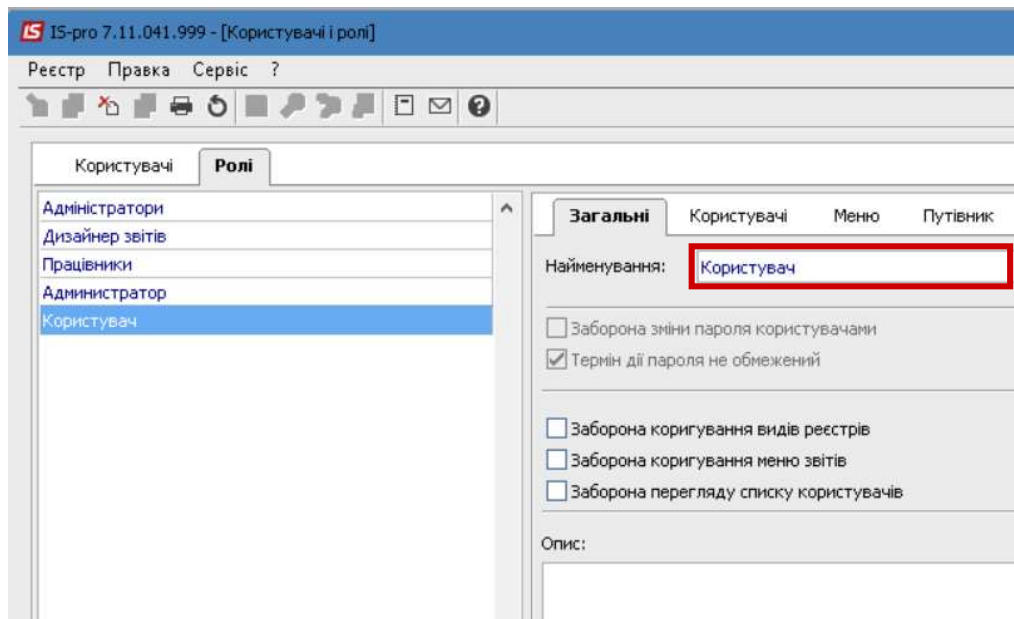 IS-pro 7.11.041.999 - [Користувачі і ролі]
Реєстр Правка Сервіс ?
Користувачі Ролі
Адміністратори
Дизайнер звітів
Працівники
Администратор
Користувач
Загальні Користувачі Меню Путівник
Найменування: Користувач
Заборона зміни пароля користувачами
Термін дії пароля не обмежений
Заборона коригування видів реєстрів
Заборона коригування меню звітів
Заборона перегляду списку користувачів
Опис: